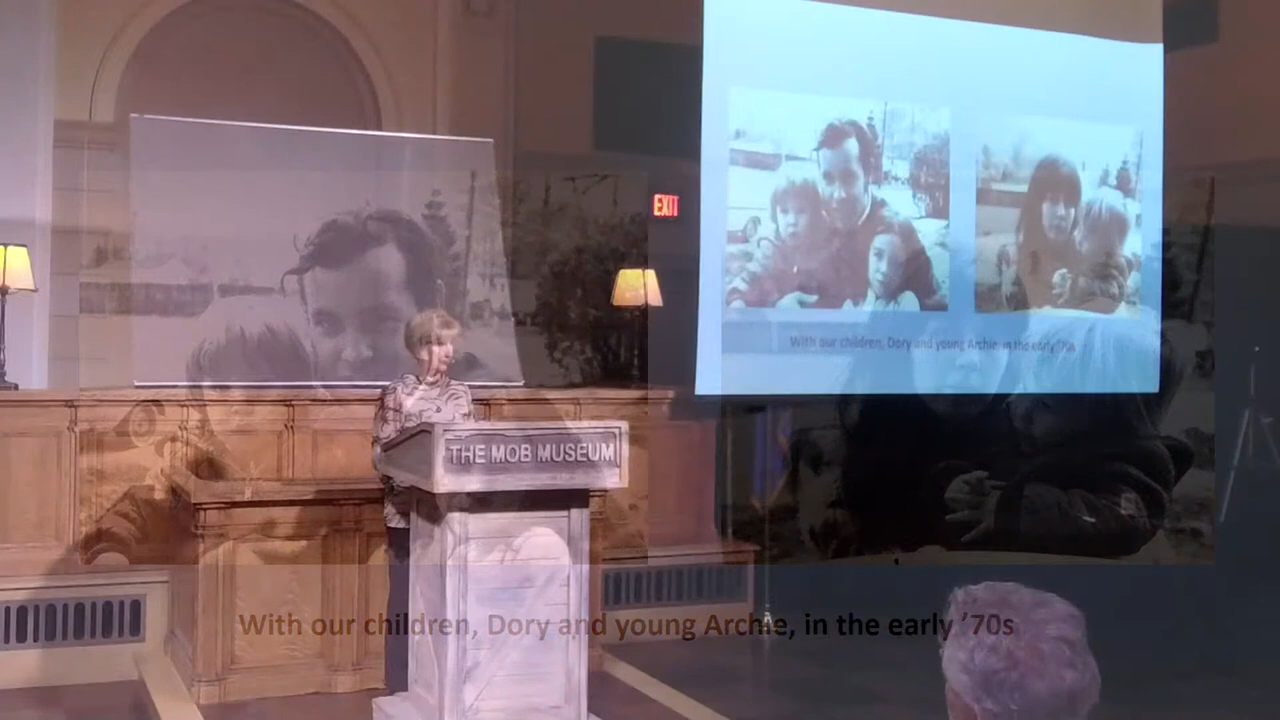 EXIT
With our children, Dory and young Archie, in the early '70s
THE MOB MUSEUM
With our children, Dory and young Archie, in the early '70s